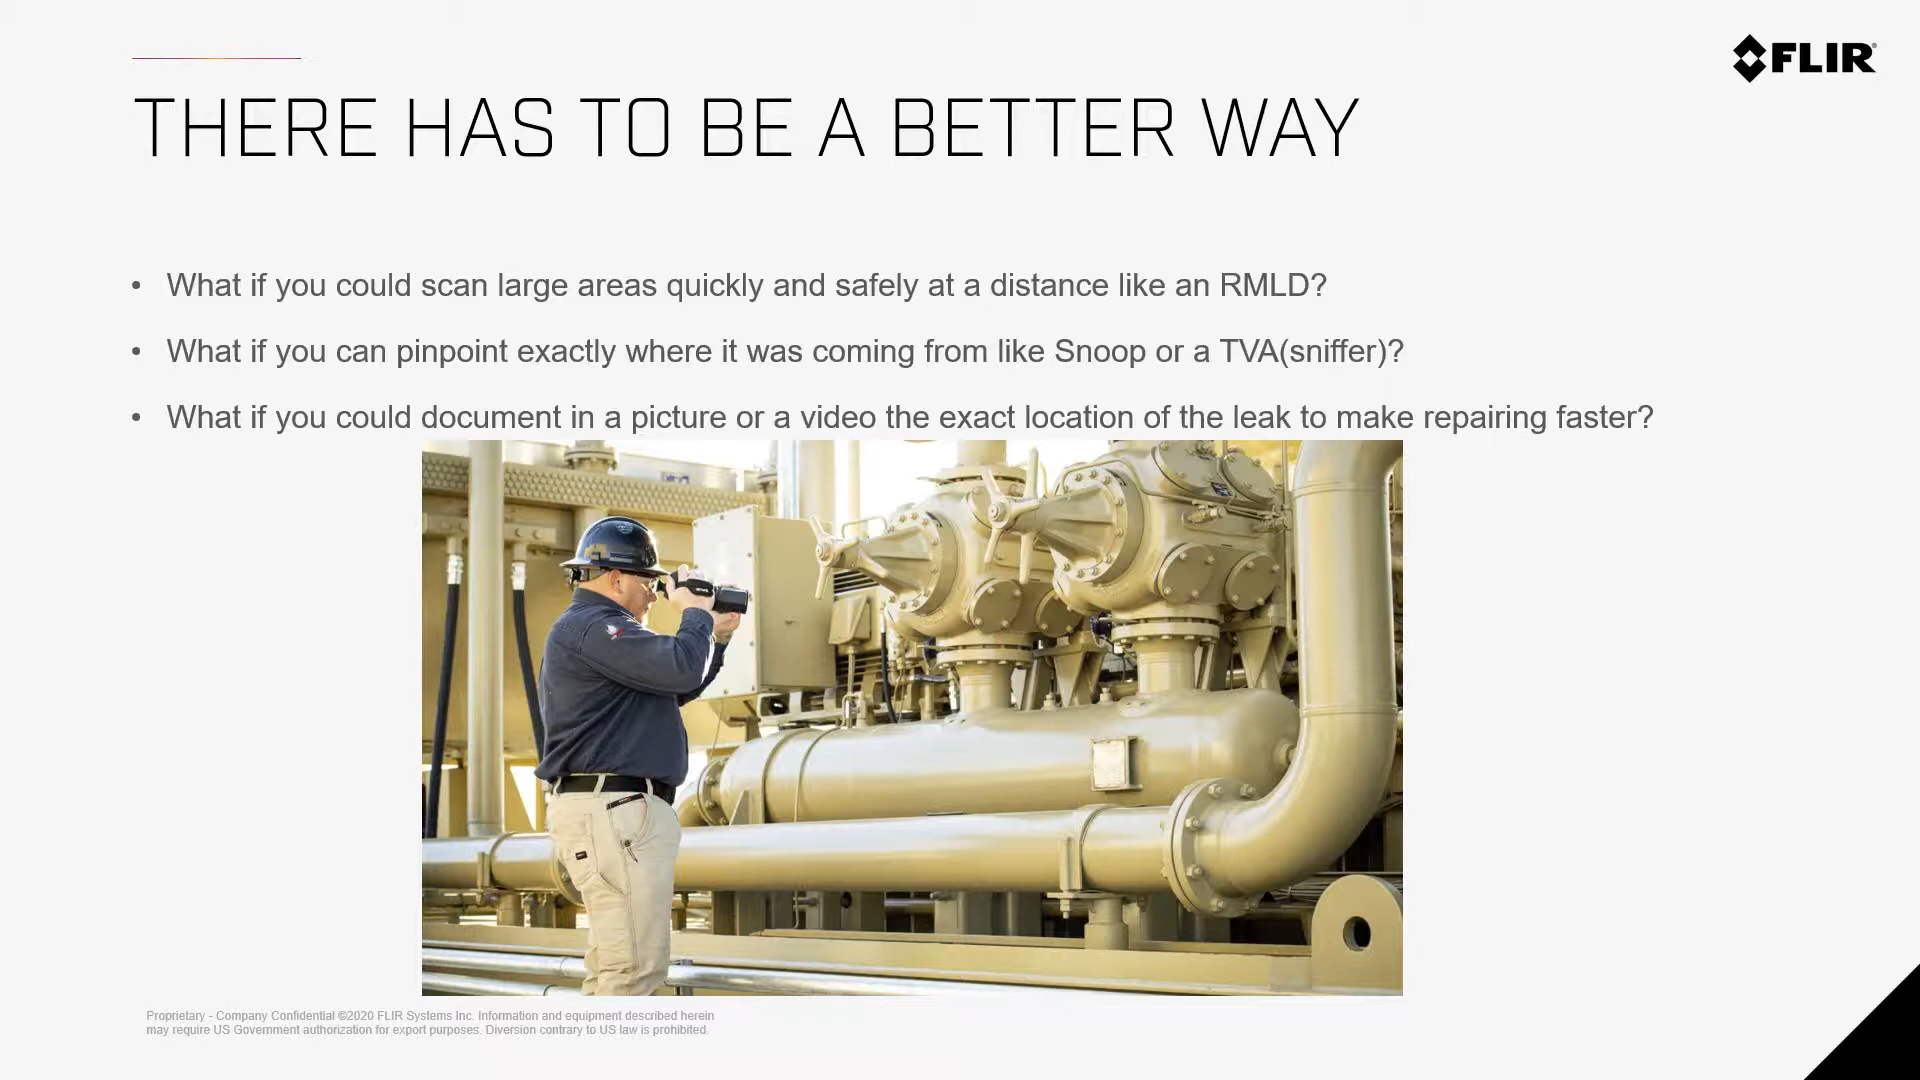 FLIR
THERE HAS TO BE A BETTER WAY
• What if you could scan large areas quickly and safely at a distance like an RMLD?
• What if you can pinpoint exactly where it was coming from like Snoop or a TVA(sniffer)?
• What if you could document in a picture or a video the exact location of the leak to make repairing faster?
Proprietary - Company Confidential ©2020 FLIR Systems Inc. Information and equipment described herein
may require US Government authorization for export purposes. Diversion contrary to US law is prohibited.